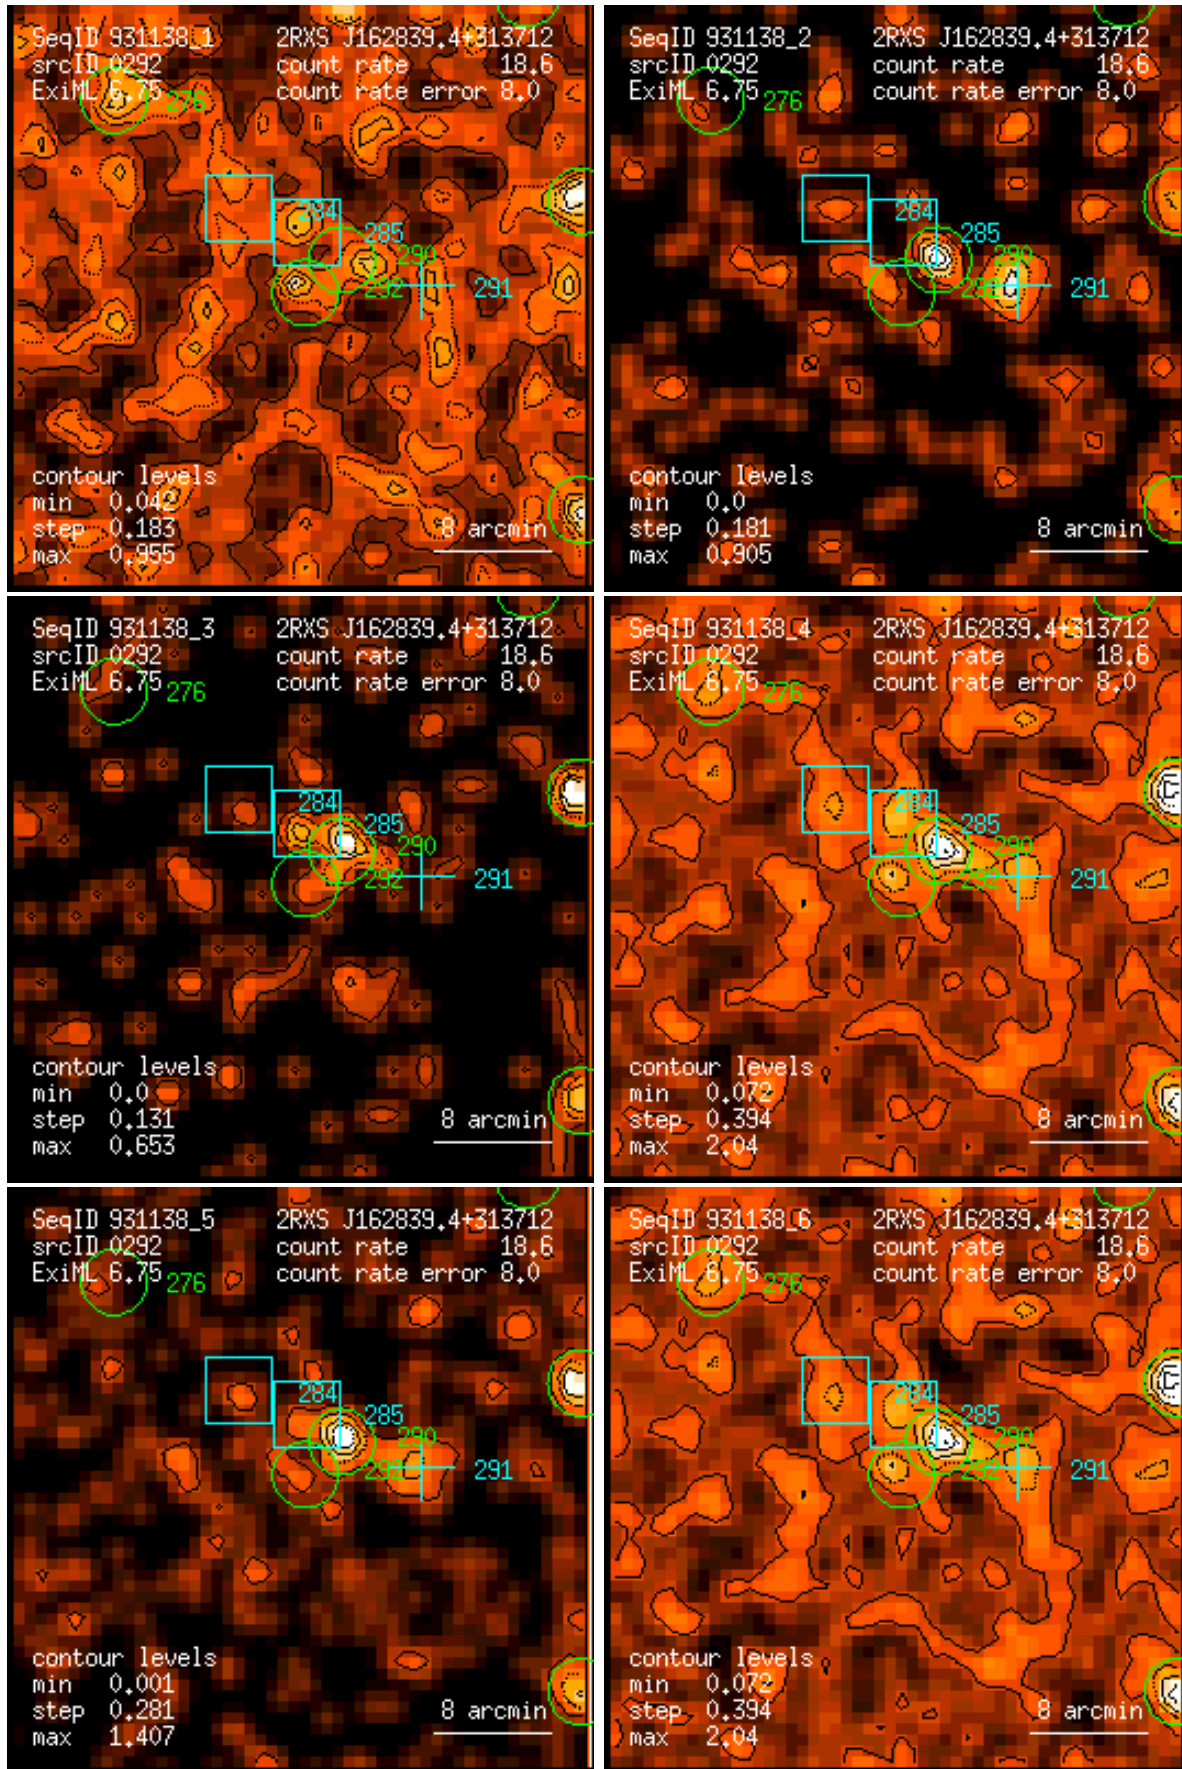 SeqID 931138_1 2RXS J162839.4+313712
srcID 0292 count rate 18.6
ExiML 6.75 count rate error 8.0
276
284
285
290
292 291
contour levels
min 0.042
step 0.183 8 arcmin
max 0.955
SeqID 931138_2 2RXS J162839.4+313712
srcID 0292 count rate 18.6
ExiML 6.75 count rate error 8.0
276
284
285
290
292 291
contour levels
min 0.0
step 0.181 8 arcmin
max 0.905
SeqID 931138_3 2RXS J162839.4+313712
srcID 0292 count rate 18.6
ExiML 6.75 count rate error 8.0
276
284
285
290
292 291
contour levels
min 0.0
step 0.131 8 arcmin
max 0.653
SeqID 931138_4 2RXS J162839.4+313712
srcID 0292 count rate 18.6
ExiML 6.75 count rate error 8.0
276
284
285
290
292 291
contour levels
min 0.072
step 0.394 8 arcmin
max 2.04
SeqID 931138_5 2RXS J162839.4+313712
srcID 0292 count rate 18.6
ExiML 6.75 count rate error 8.0
276
284
285
290
292 291
contour levels
min 0.001
step 0.281 8 arcmin
max 1.407
SeqID 931138_6 2RXS J162839.4+313712
srcID 0292 count rate 18.6
ExiML 6.75 count rate error 8.0
276
284
285
290
292 291
contour levels
min 0.072
step 0.394 8 arcmin
max 2.04